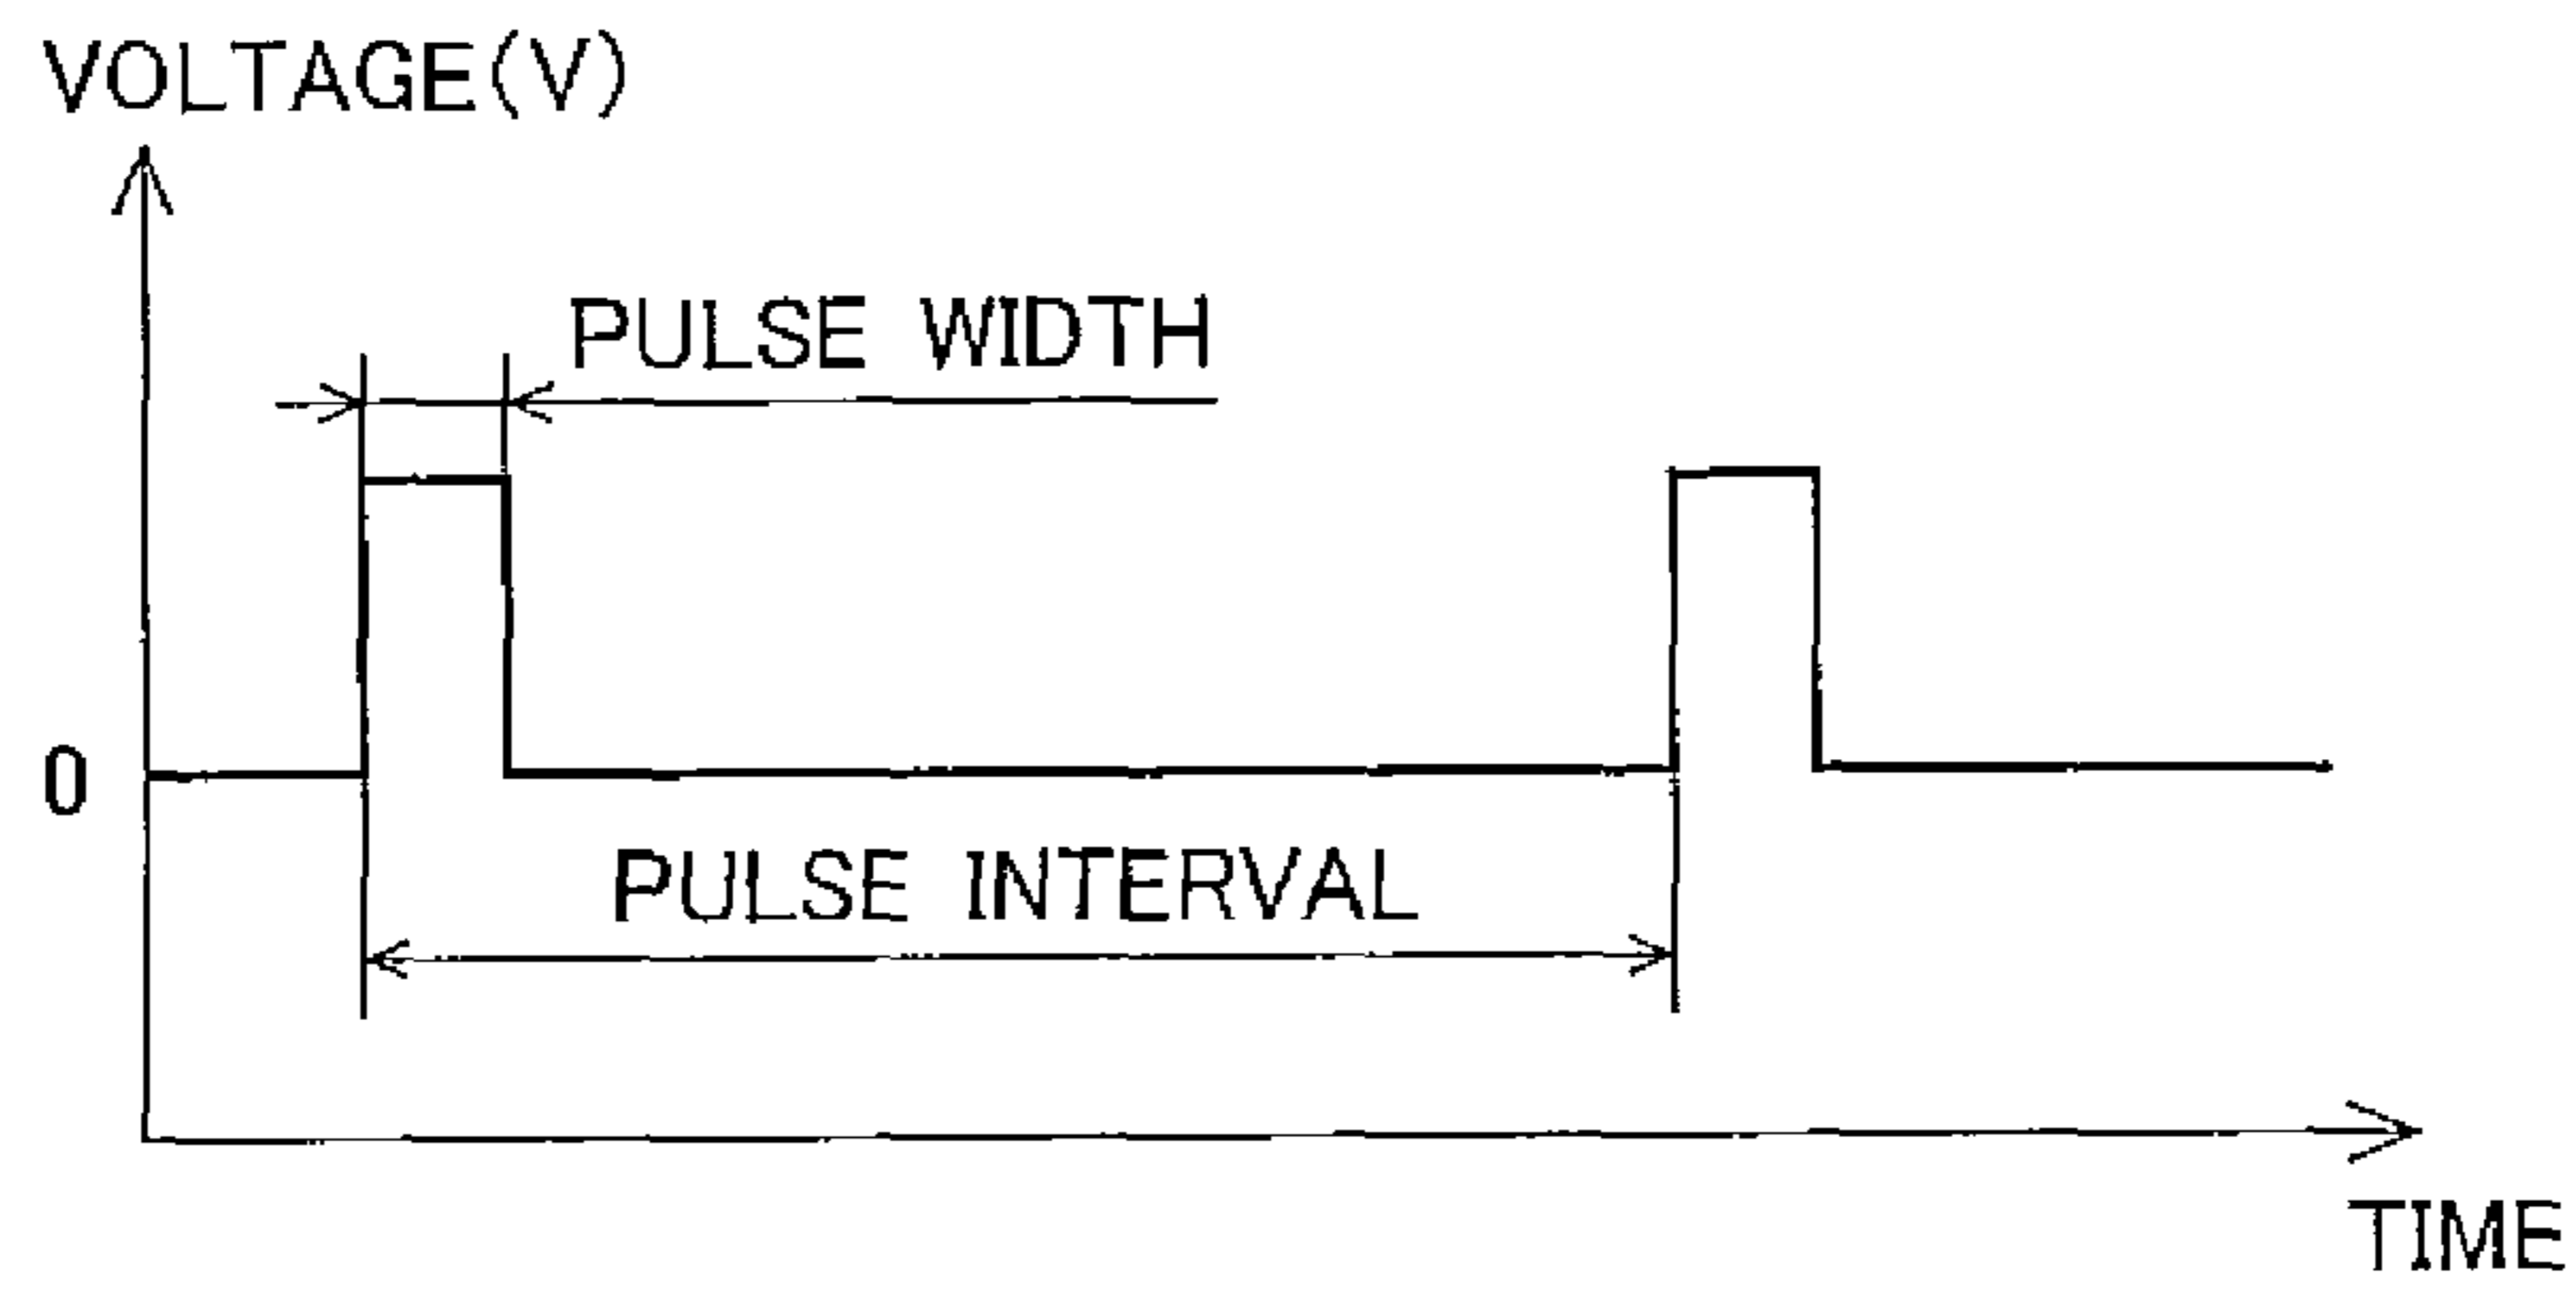 VOLTAGE(V)
PULSE WIDTH
0
PULSE INTERVAL
TIME